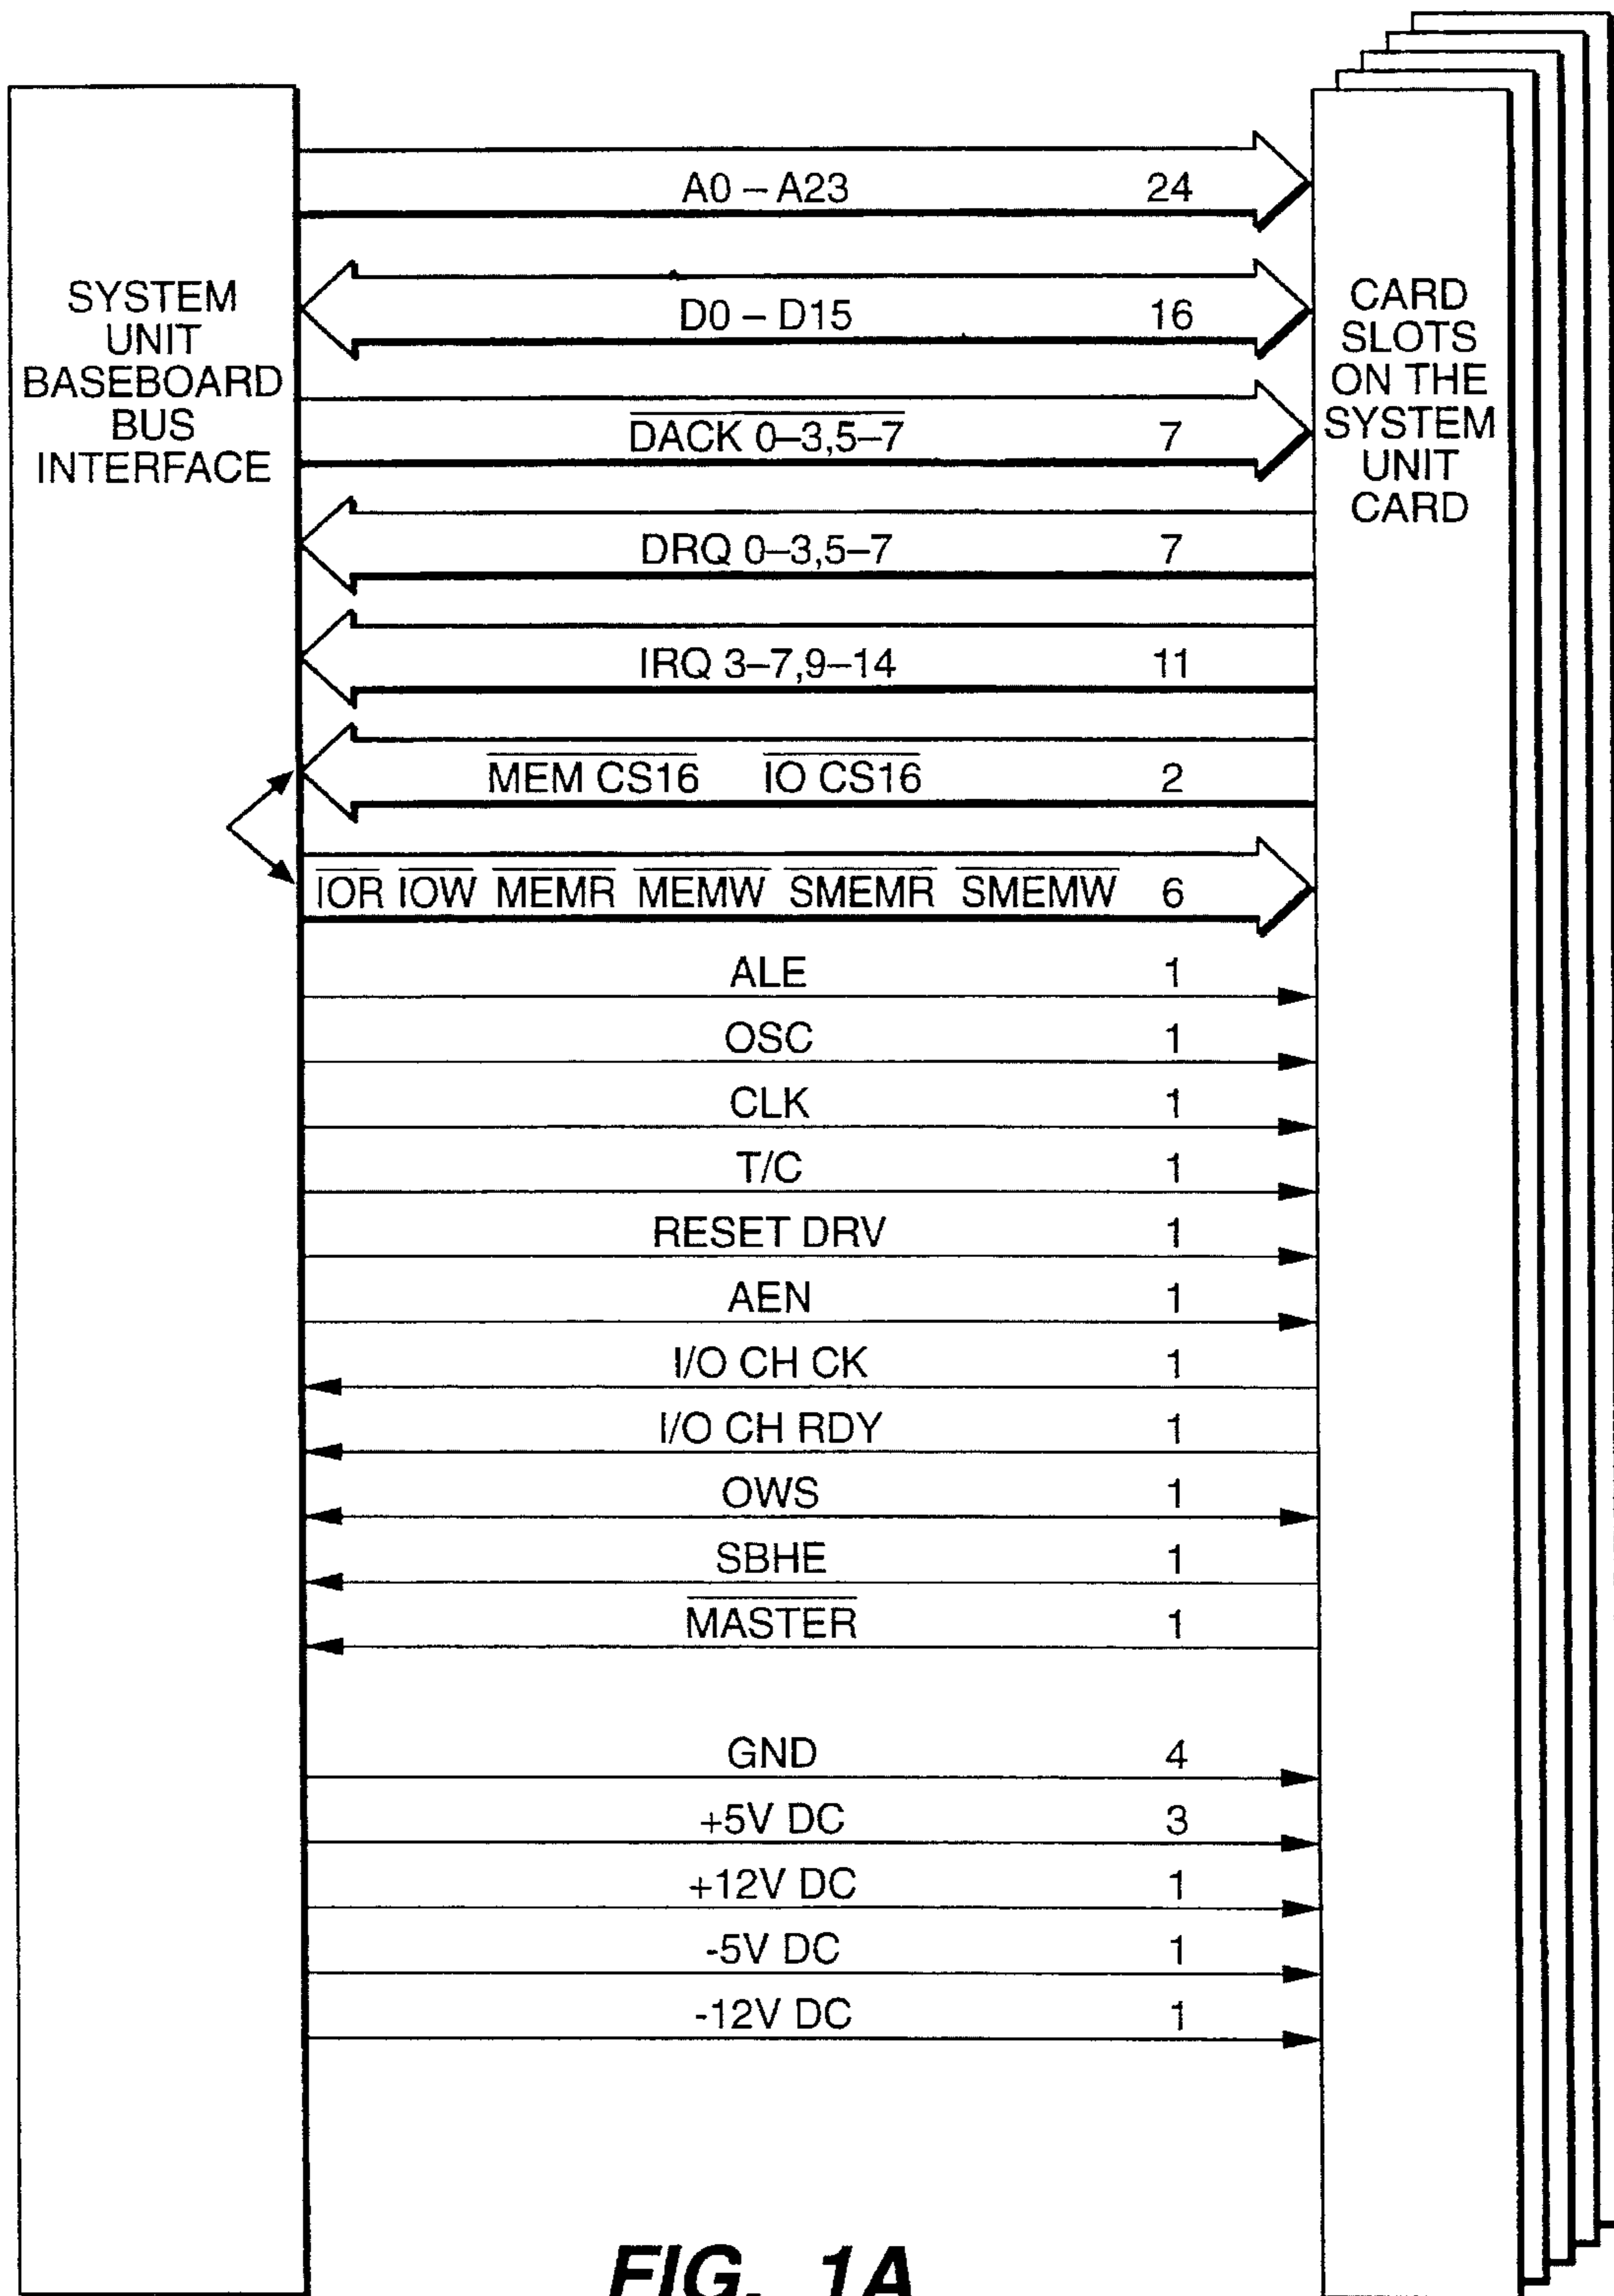 SYSTEM
UNIT
BASEBOARD
BUS
INTERFACE
CARD
SLOTS
ON THE
SYSTEM
UNIT
CARD
A0 – A23 24
D0 – D15 16
DACK 0–3,5–7 7
DRQ 0–3,5–7 7
IRQ 3–7,9–14 11
MEM CS16 IO CS16 2
IOR IOW MEMR MEMW SMEMR SMEMW 6
ALE 1
OSC 1
CLK 1
T/C 1
RESET DRV 1
AEN 1
I/O CH CK 1
I/O CH RDY 1
OWS 1
SBHE 1
MASTER 1
GND 4
+5V DC 3
+12V DC 1
-5V DC 1
-12V DC 1
FIG. 1A